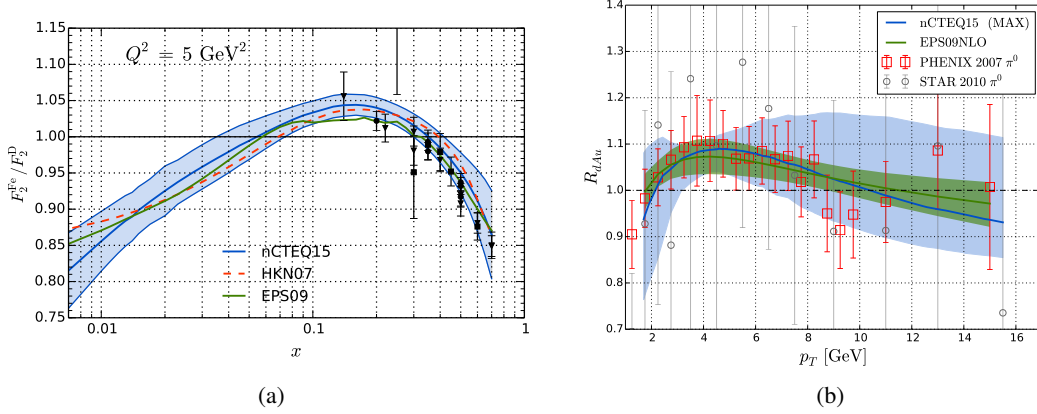 1.15
1.10
1.05
1.00
0.95
0.90
0.85
0.80
0.75
F₂^Fe/F₂^D
Q² = 5 GeV²
nCTEQ15
HKN07
EPS09
0.01
0.1
1
x
(a)
1.4
1.3
1.2
1.1
1.0
0.9
0.8
0.7
R_dAu
nCTEQ15 (MAX)
EPS09NLO
PHENIX 2007 π⁰
STAR 2010 π⁰
2 4 6 8 10 12 14 16
p_T [GeV]
(b)